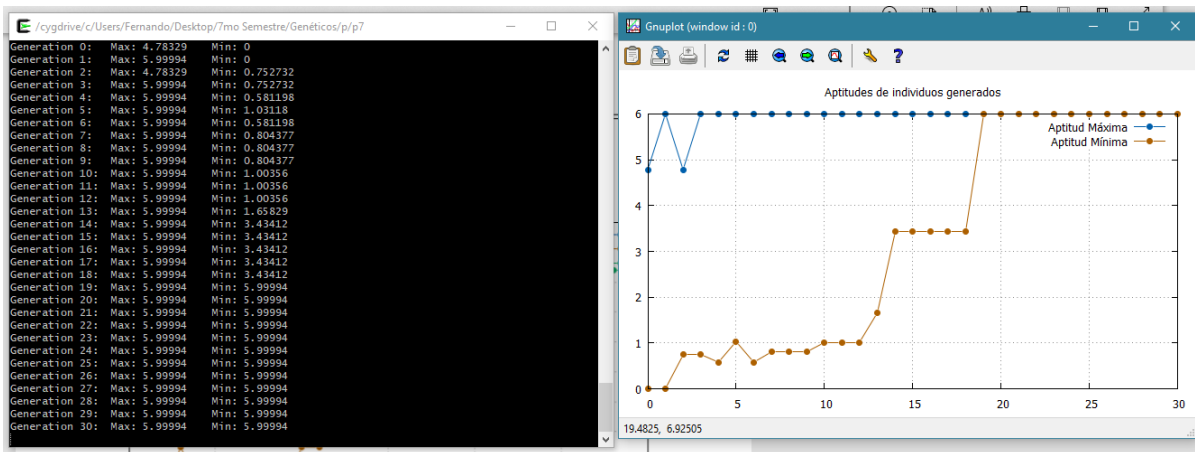 /cygdrive/c/Users/Fernando/Desktop/7mo Semestre/Genéticos/p/p7
Generation 0: Max: 4.78329 Min: 0
Generation 1: Max: 5.99994 Min: 0
Generation 2: Max: 4.78329 Min: 0.752732
Generation 3: Max: 5.99994 Min: 0.752732
Generation 4: Max: 5.99994 Min: 0.581198
Generation 5: Max: 5.99994 Min: 1.03118
Generation 6: Max: 5.99994 Min: 0.581198
Generation 7: Max: 5.99994 Min: 0.804377
Generation 8: Max: 5.99994 Min: 0.804377
Generation 9: Max: 5.99994 Min: 0.804377
Generation 10: Max: 5.99994 Min: 1.00356
Generation 11: Max: 5.99994 Min: 1.00356
Generation 12: Max: 5.99994 Min: 1.00356
Generation 13: Max: 5.99994 Min: 1.65829
Generation 14: Max: 5.99994 Min: 3.43412
Generation 15: Max: 5.99994 Min: 3.43412
Generation 16: Max: 5.99994 Min: 3.43412
Generation 17: Max: 5.99994 Min: 3.43412
Generation 18: Max: 5.99994 Min: 3.43412
Generation 19: Max: 5.99994 Min: 5.99994
Generation 20: Max: 5.99994 Min: 5.99994
Generation 21: Max: 5.99994 Min: 5.99994
Generation 22: Max: 5.99994 Min: 5.99994
Generation 23: Max: 5.99994 Min: 5.99994
Generation 24: Max: 5.99994 Min: 5.99994
Generation 25: Max: 5.99994 Min: 5.99994
Generation 26: Max: 5.99994 Min: 5.99994
Generation 27: Max: 5.99994 Min: 5.99994
Generation 28: Max: 5.99994 Min: 5.99994
Generation 29: Max: 5.99994 Min: 5.99994
Generation 30: Max: 5.99994 Min: 5.99994
Gnuplot (window id : 0)
Aptitudes de individuos generados
Aptitud Máxima
Aptitud Mínima
6
5
4
3
2
1
0
0 5 10 15 20 25 30
19.4825, 6.92505